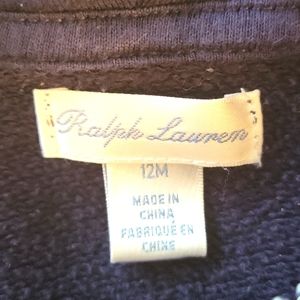 Ralph Lauren
12M
MADE IN
CHINA
FABRIQUÉ EN
CHINE